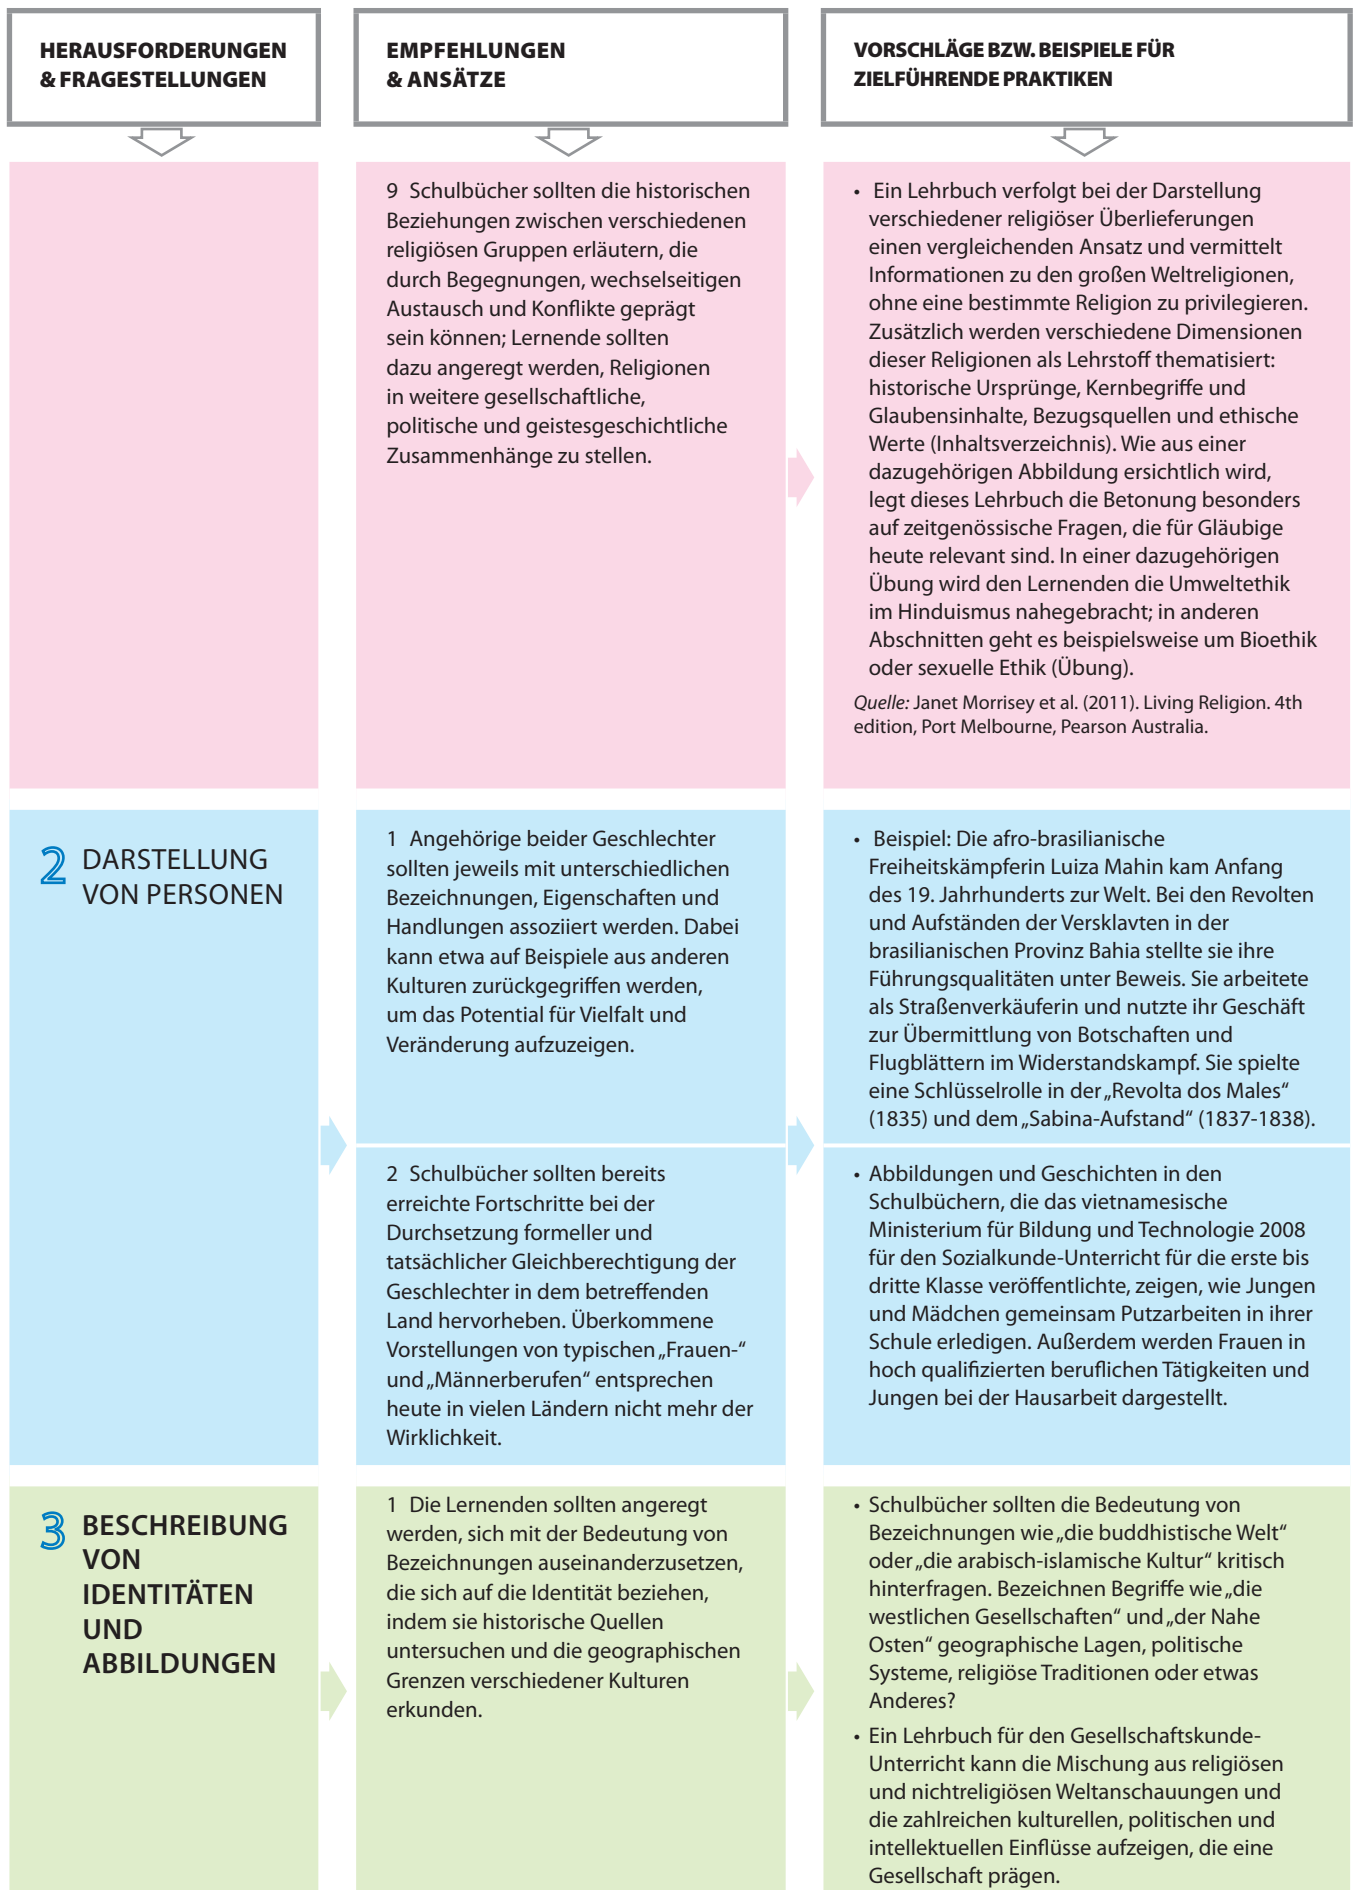 HERAUSFORDERUNGEN
& FRAGESTELLUNGEN
EMPFEHLUNGEN
& ANSÄTZE
VORSCHLÄGE BZW. BEISPIELE FÜR
ZIELFÜHRENDE PRAKTIKEN
9 Schulbücher sollten die historischen
Beziehungen zwischen verschiedenen
religiösen Gruppen erläutern, die
durch Begegnungen, wechselseitigen
Austausch und Konflikte geprägt
sein können; Lernende sollten
dazu angeregt werden, Religionen
in weitere gesellschaftliche,
politische und geistesgeschichtliche
Zusammenhänge zu stellen.
• Ein Lehrbuch verfolgt bei der Darstellung
verschiedener religiöser Überlieferungen
einen vergleichenden Ansatz und vermittelt
Informationen zu den großen Weltreligionen,
ohne eine bestimmte Religion zu privilegieren.
Zusätzlich werden verschiedene Dimensionen
dieser Religionen als Lehrstoff thematisiert:
historische Ursprünge, Kernbegriffe und
Glaubensinhalte, Bezugsquellen und ethische
Werte (Inhaltsverzeichnis). Wie aus einer
dazugehörigen Abbildung ersichtlich wird,
legt dieses Lehrbuch die Betonung besonders
auf zeitgenössische Fragen, die für Gläubige
heute relevant sind. In einer dazugehörigen
Übung wird den Lernenden die Umweltethik
im Hinduismus nahegebracht; in anderen
Abschnitten geht es beispielsweise um Bioethik
oder sexuelle Ethik (Übung).
Quelle: Janet Morrisey et al. (2011). Living Religion. 4th
edition, Port Melbourne, Pearson Australia.
2 DARSTELLUNG
VON PERSONEN
1 Angehörige beider Geschlechter
sollten jeweils mit unterschiedlichen
Bezeichnungen, Eigenschaften und
Handlungen assoziiert werden. Dabei
kann etwa auf Beispiele aus anderen
Kulturen zurückgegriffen werden,
um das Potential für Vielfalt und
Veränderung aufzuzeigen.
• Beispiel: Die afro-brasilianische
Freiheitskämpferin Luiza Mahin kam Anfang
des 19. Jahrhunderts zur Welt. Bei den Revolten
und Aufständen der Versklavten in der
brasilianischen Provinz Bahia stellte sie ihre
Führungsqualitäten unter Beweis. Sie arbeitete
als Straßenverkäuferin und nutzte ihr Geschäft
zur Übermittlung von Botschaften und
Flugblättern im Widerstandskampf. Sie spielte
eine Schlüsselrolle in der „Revolta dos Males“
(1835) und dem „Sabina-Aufstand“ (1837-1838).
2 Schulbücher sollten bereits
erreichte Fortschritte bei der
Durchsetzung formeller und
tatsächlicher Gleichberechtigung der
Geschlechter in dem betreffenden
Land hervorheben. Überkommene
Vorstellungen von typischen „Frauen-“
und „Männerberufen“ entsprechen
heute in vielen Ländern nicht mehr der
Wirklichkeit.
• Abbildungen und Geschichten in den
Schulbüchern, die das vietnamesische
Ministerium für Bildung und Technologie 2008
für den Sozialkunde-Unterricht für die erste bis
dritte Klasse veröffentlichte, zeigen, wie Jungen
und Mädchen gemeinsam Putzarbeiten in ihrer
Schule erledigen. Außerdem werden Frauen in
hoch qualifizierten beruflichen Tätigkeiten und
Jungen bei der Hausarbeit dargestellt.
3 BESCHREIBUNG
VON
IDENTITÄTEN
UND
ABBILDUNGEN
1 Die Lernenden sollten angeregt
werden, sich mit der Bedeutung von
Bezeichnungen auseinanderzusetzen,
die sich auf die Identität beziehen,
indem sie historische Quellen
untersuchen und die geographischen
Grenzen verschiedener Kulturen
erkunden.
• Schulbücher sollten die Bedeutung von
Bezeichnungen wie „die buddhistische Welt“
oder „die arabisch-islamische Kultur“ kritisch
hinterfragen. Bezeichnen Begriffe wie „die
westlichen Gesellschaften“ und „der Nahe
Osten“ geographische Lagen, politische
Systeme, religiöse Traditionen oder etwas
Anderes?
• Ein Lehrbuch für den Gesellschaftskunde-
Unterricht kann die Mischung aus religiösen
und nichtreligiösen Weltanschauungen und
die zahlreichen kulturellen, politischen und
intellektuellen Einflüsse aufzeigen, die eine
Gesellschaft prägen.